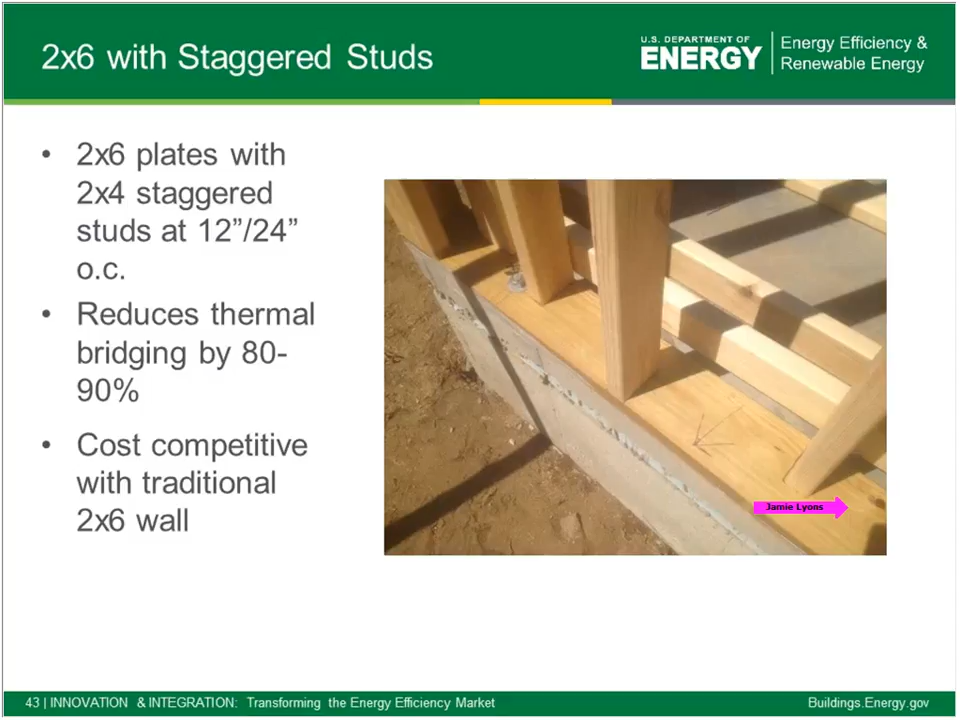 2x6 with Staggered Studs
U.S. DEPARTMENT OF
ENERGY
Energy Efficiency &
Renewable Energy
• 2x6 plates with
2x4 staggered
studs at 12”/24”
o.c.
• Reduces thermal
bridging by 80-
90%
• Cost competitive
with traditional
2x6 wall
Jamie Lyons
43 | INNOVATION & INTEGRATION: Transforming the Energy Efficiency Market
Buildings.Energy.gov